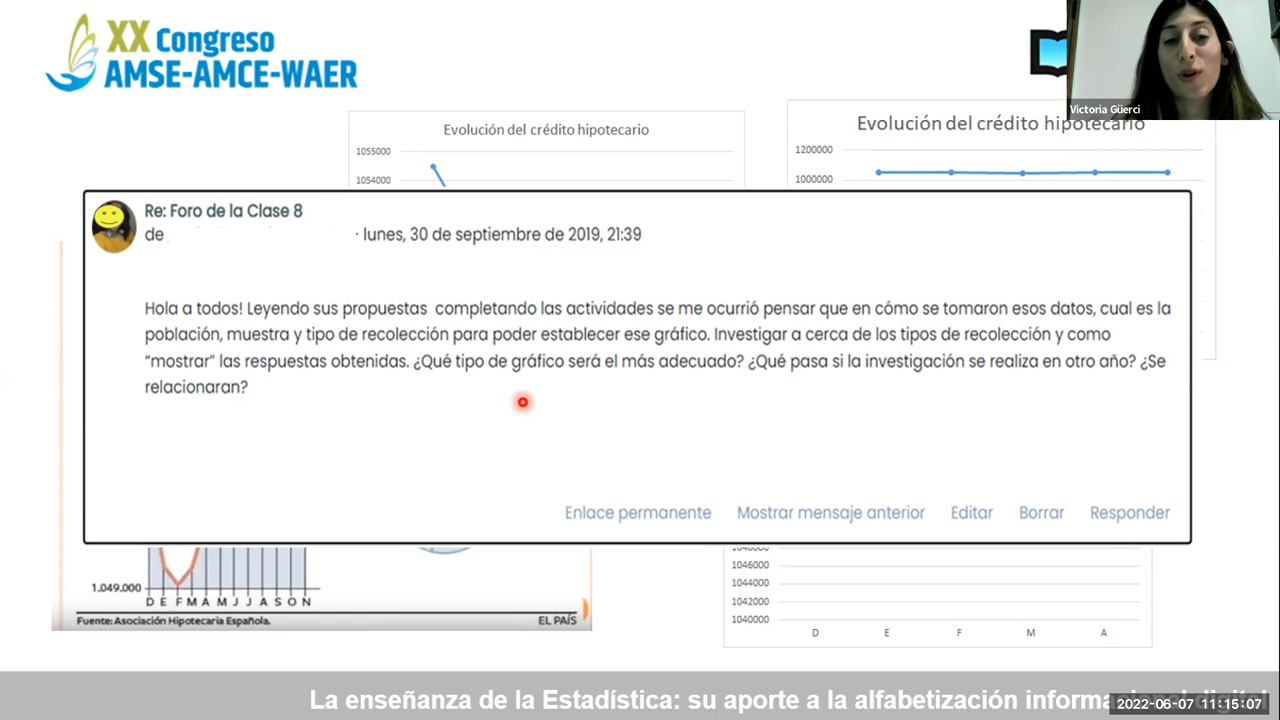 XX Congreso
AMSE-AMCE-WAER
Victoria Güerci
Evolución del crédito hipotecario
1055000
1054000
Evolución del crédito hipotecario
1200000
1000000
Re: Foro de la Clase 8
de
· lunes, 30 de septiembre de 2019, 21:39
Hola a todos! Leyendo sus propuestas completando las actividades se me ocurrió pensar que en cómo se tomaron esos datos, cual es la
población, muestra y tipo de recolección para poder establecer ese gráfico. Investigar a cerca de los tipos de recolección y como
“mostrar” las respuestas obtenidas. ¿Qué tipo de gráfico será el más adecuado? ¿Qué pasa si la investigación se realiza en otro año? ¿Se
relacionaran?
Enlace permanente Mostrar mensaje anterior Editar Borrar Responder
1.049.000
D E F M A M J J A S O N
Fuente: Asociación Hipotecaria Española.
EL PAÍS
1048000
1046000
1044000
1042000
1040000
D E F M A
La enseñanza de la Estadística: su aporte a la alfabetización informacional digital
2022-06-07 11:15:07